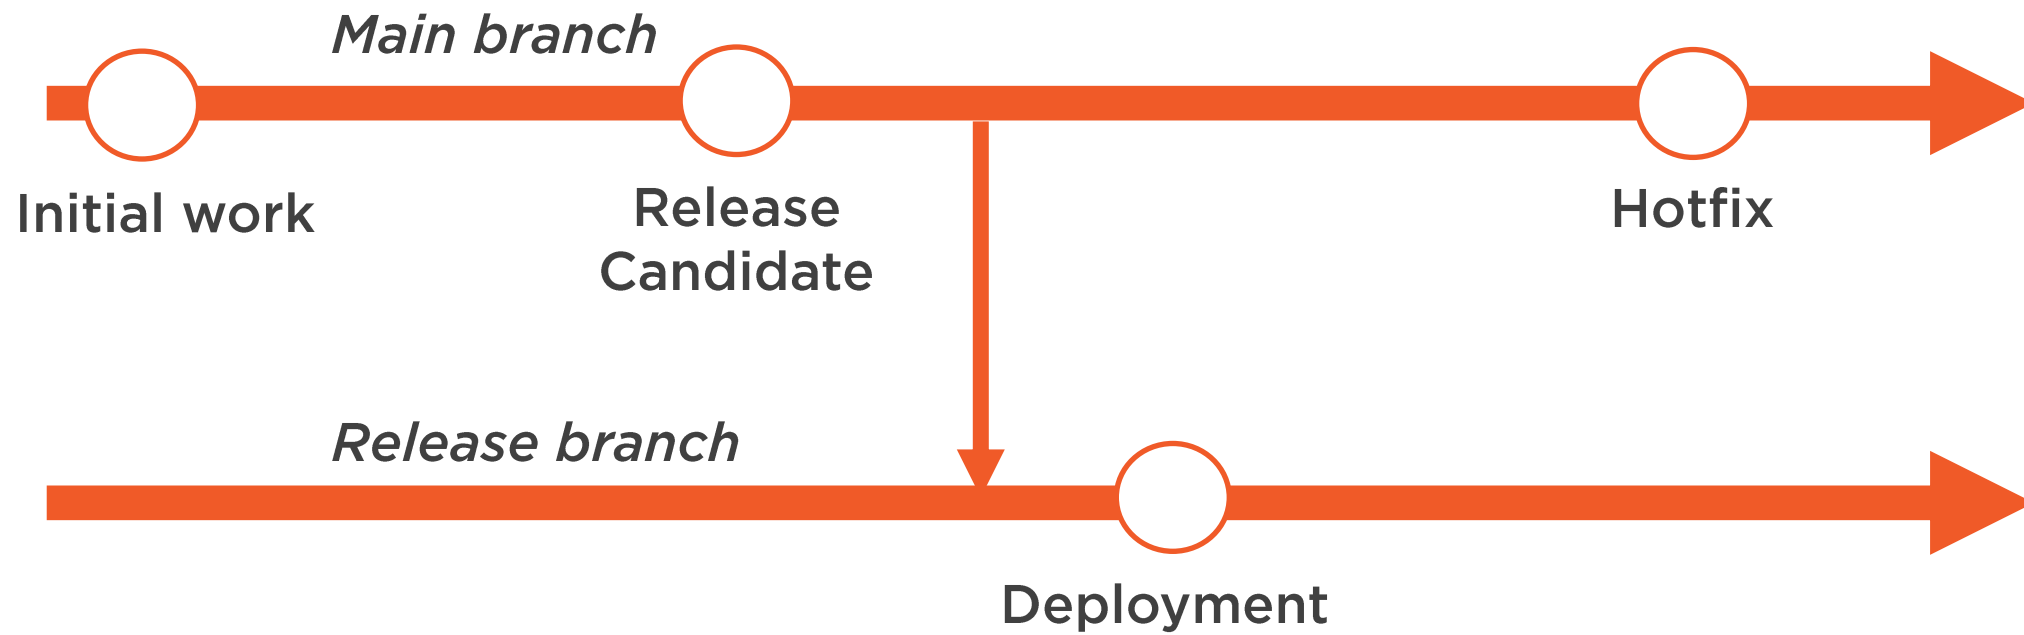 Main branch
Initial work
Release
Candidate
Hotfix
Release branch
Deployment